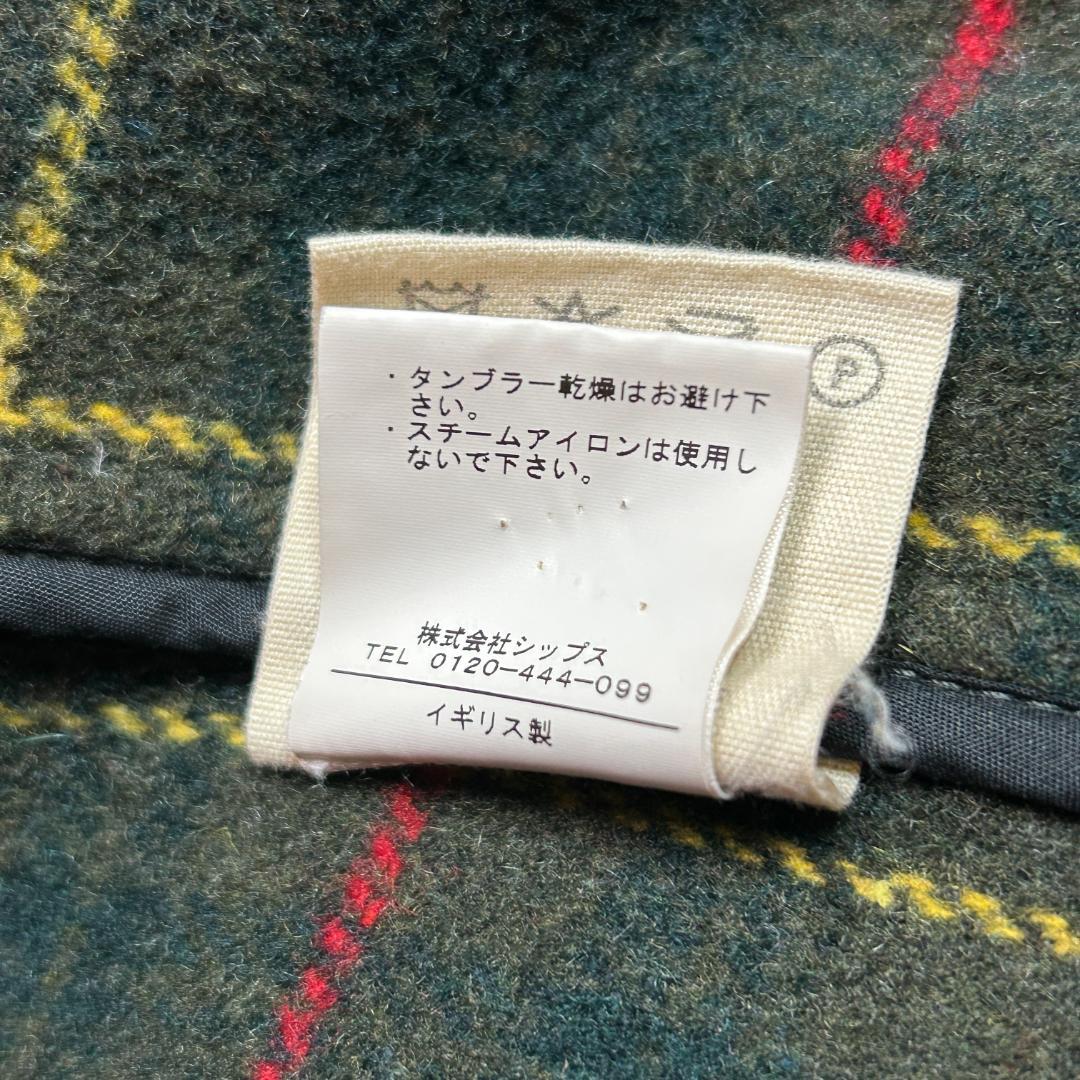 P
・タンブラー乾燥はお避け下
さい。
・スチームアイロンは使用し
ないで下さい。
株式会社シップス
TEL 0120-444-099
イギリス製